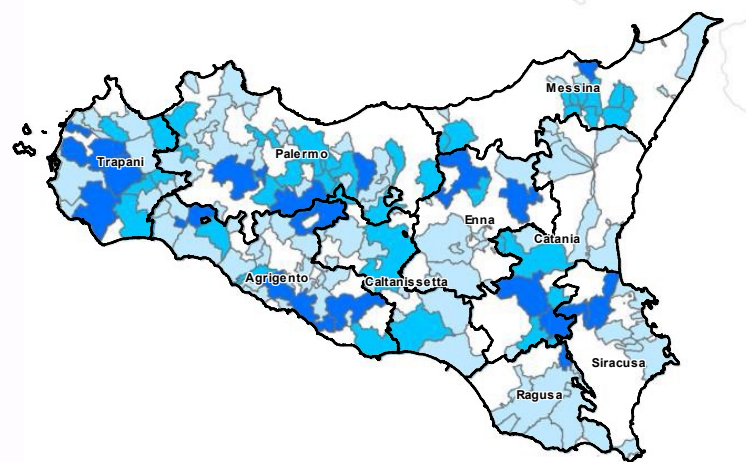 Messina
Palermo
Trapani
Enna
Catania
Agrigento
Caltanissetta
Siracusa
Ragusa